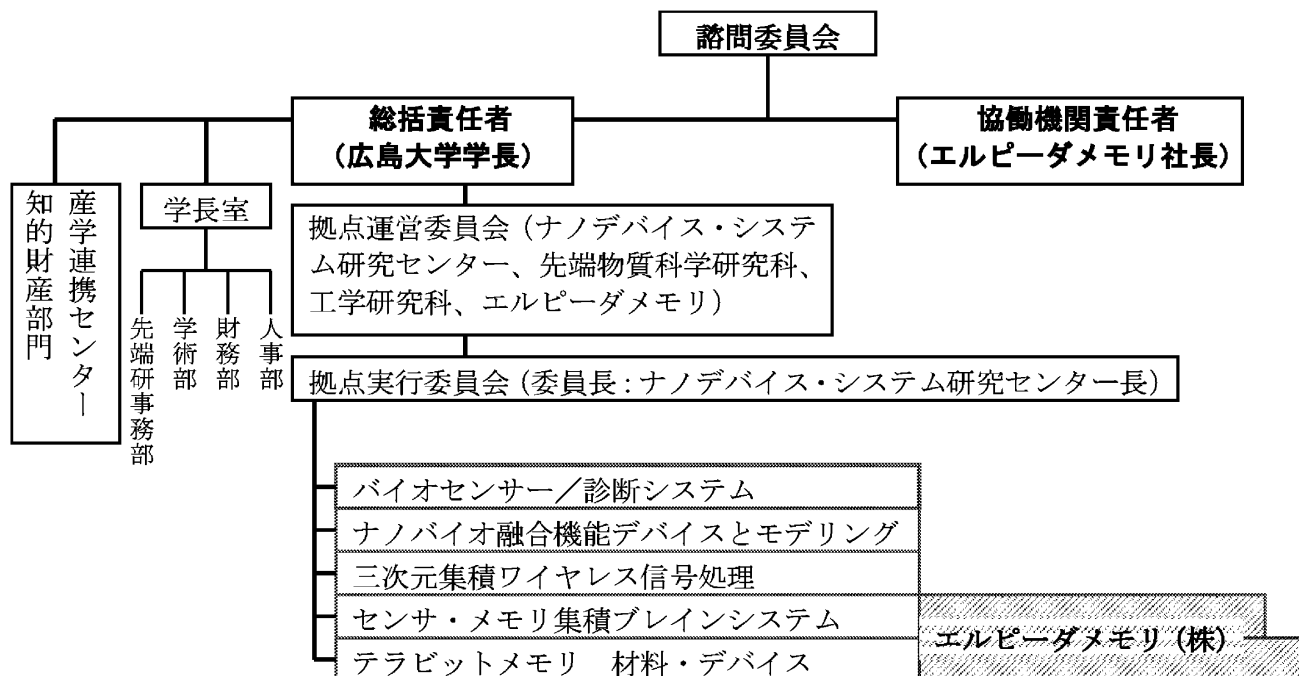 諮問委員会
総括責任者
（広島大学学長）
協働機関責任者
（エルピーダメモリ社長）
産学連携センター
知的財産部門
学長室
先端研事務部
学術部
財務部
人事部
拠点運営委員会（ナノデバイス・システ
ム研究センター、先端物質科学研究科、
工学研究科、エルピーダメモリ）
拠点実行委員会（委員長：ナノデバイス・システム研究センター長）
バイオセンサー／診断システム
ナノバイオ融合機能デバイスとモデリング
三次元集積ワイヤレス信号処理
センサ・メモリ集積ブレインシステム
テラビットメモリ　材料・デバイス
エルピーダメモリ（株）